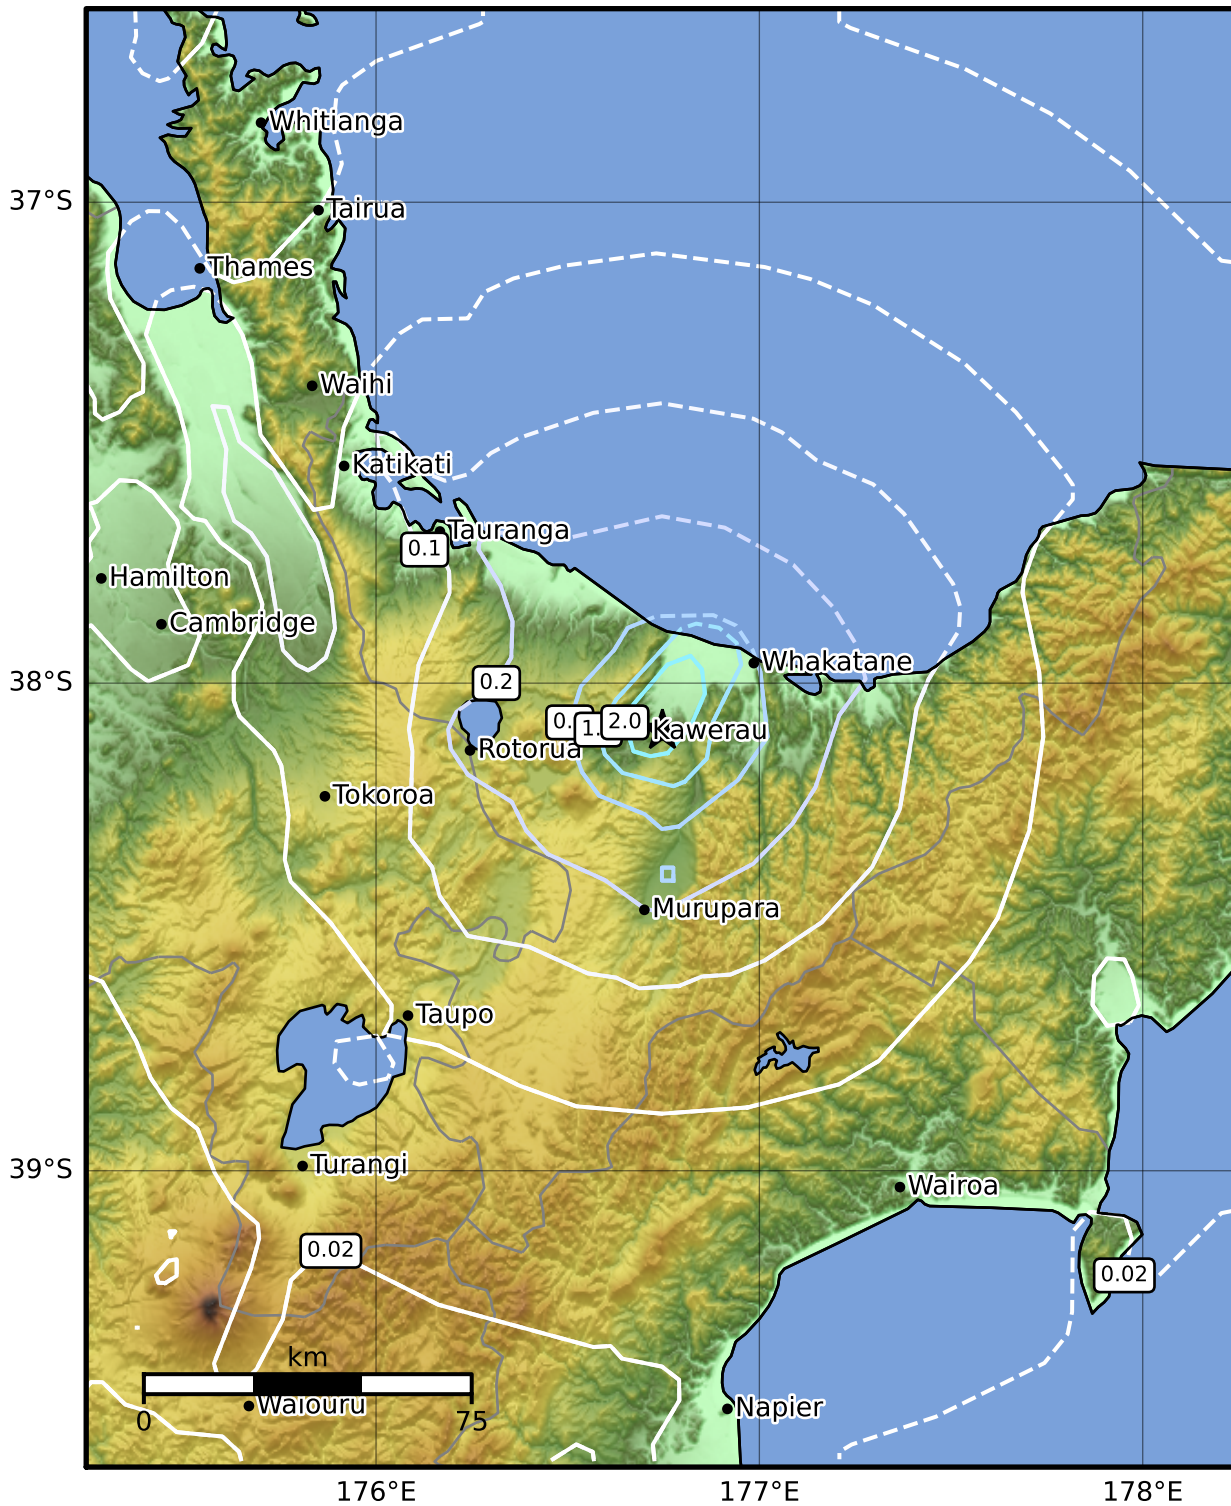 Whitianga
37°S
Tairua
Thames
Waihi
Katikati
Tauranga
0.1
Hamilton
Cambridge
Whakatane
38°S
0.2
2.0
Kawerau
Rotorua
Tokoroa
Murupara
Taupo
Turangi
39°S
Wairoa
0.02
0.02
km
0
75
Waiouru
Napier
176°E
177°E
178°E